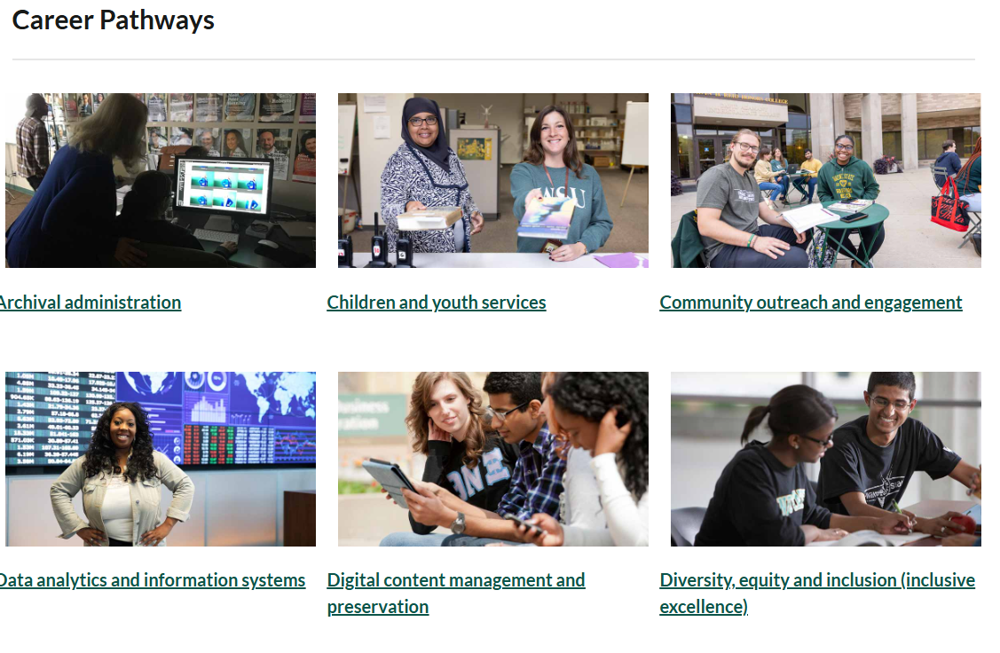 Career Pathways
WSU
Archival administration
Children and youth services
Community outreach and engagement
Data analytics and information systems
Digital content management and
preservation
Diversity, equity and inclusion (inclusive
excellence)